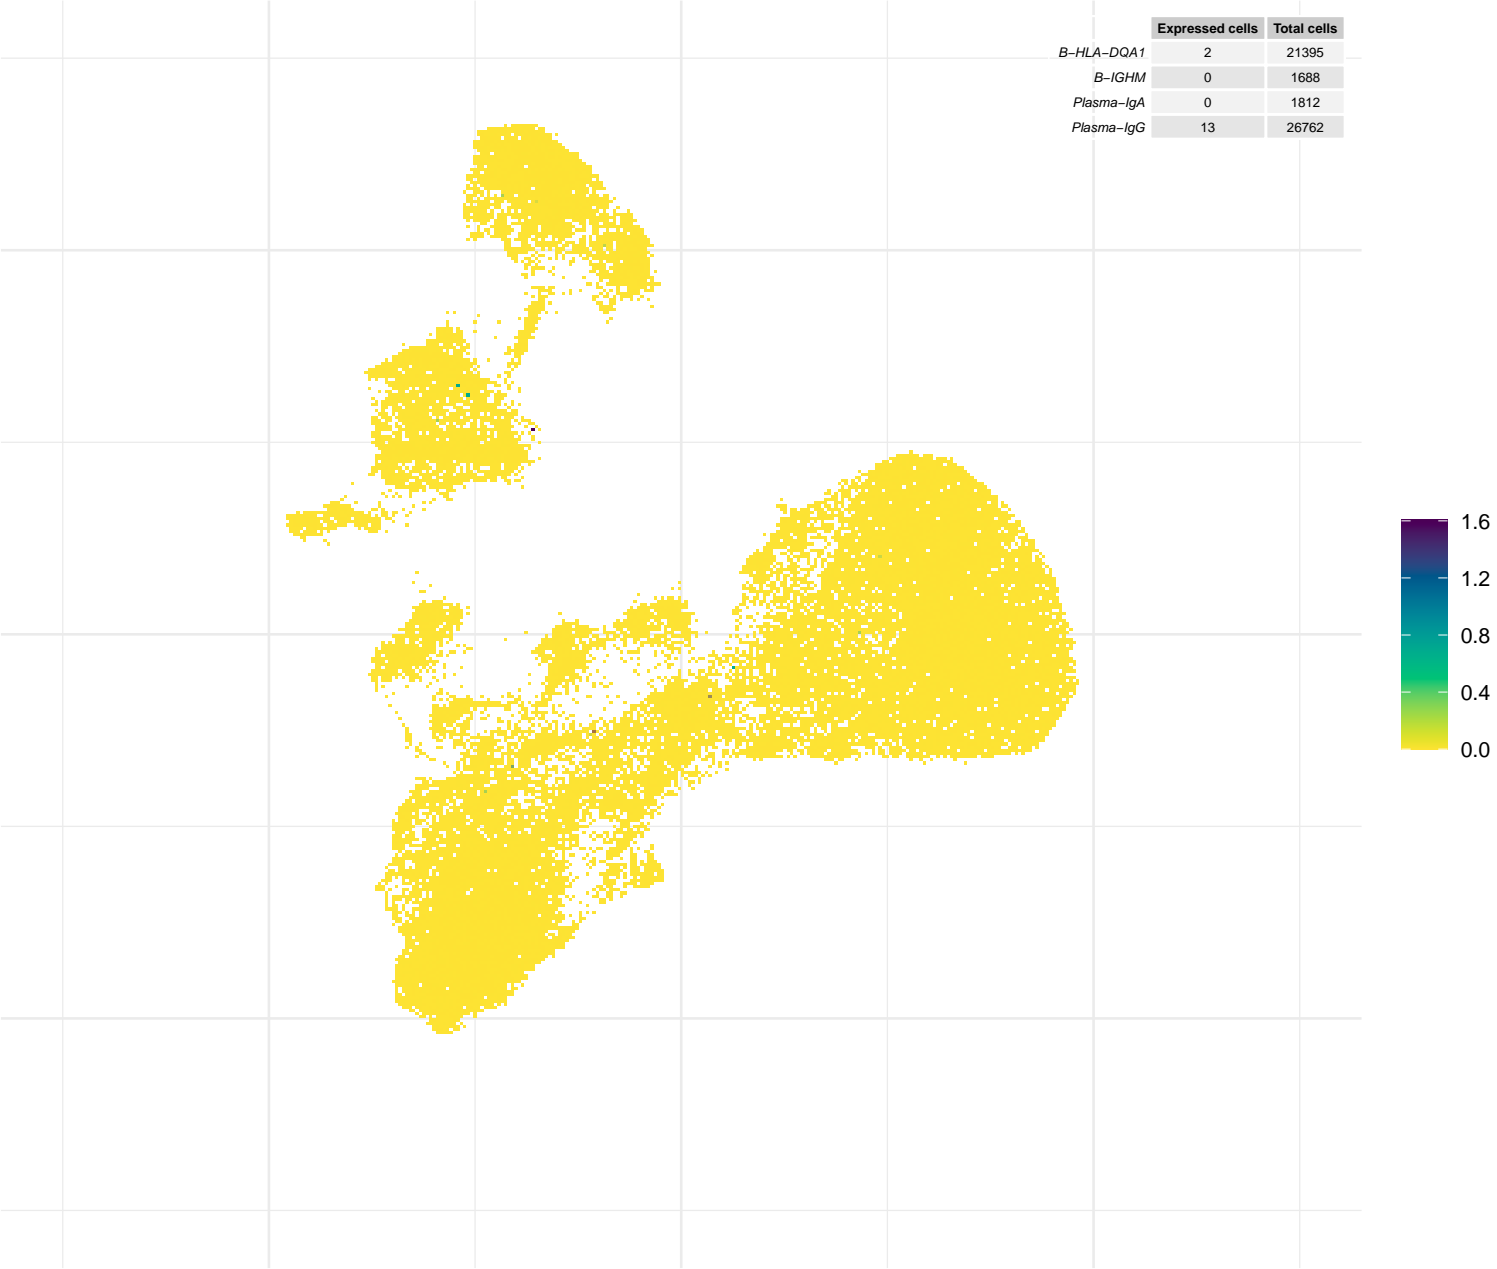 Expressed cells Total cells
B–HLA–DQA1 2 21395
B–IGHM 0 1688
Plasma–IgA 0 1812
Plasma–IgG 13 26762
1.6
1.2
0.8
0.4
0.0